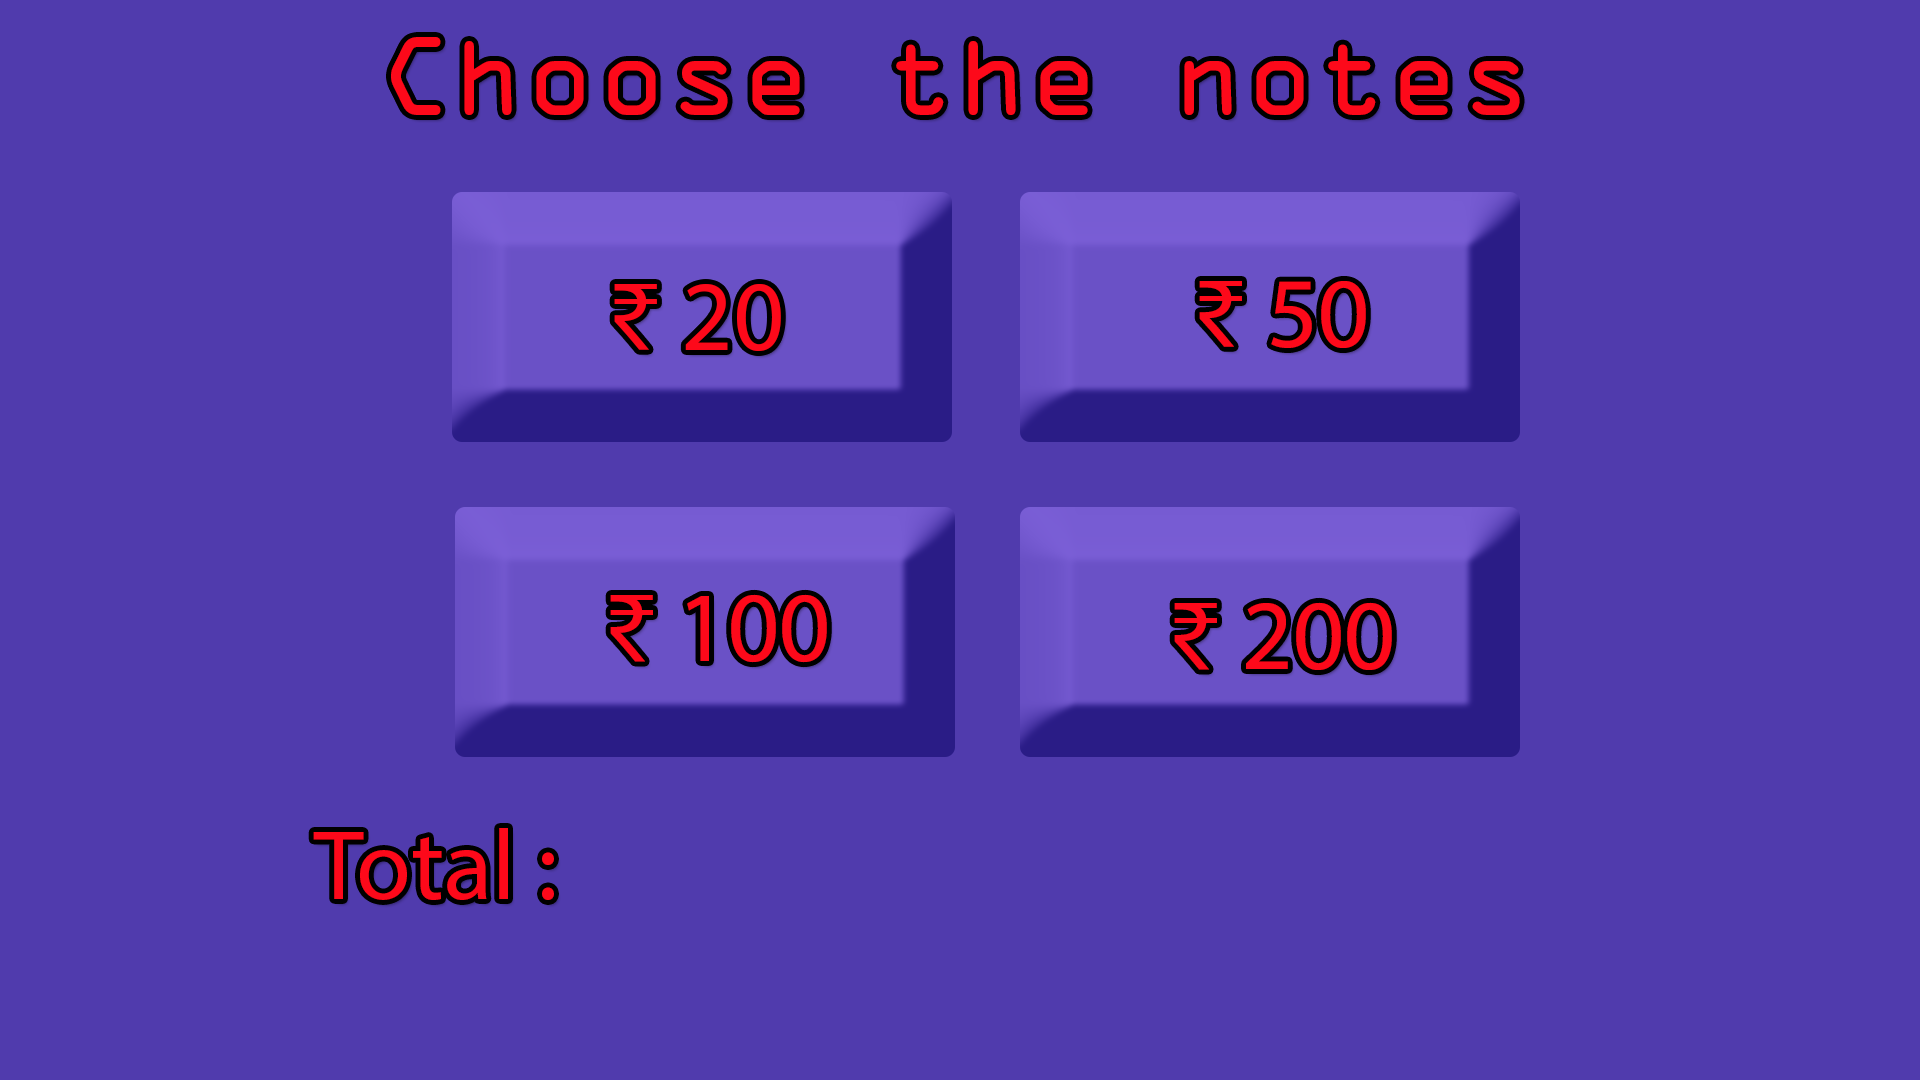 Choose the notes
₹ 20
₹ 50
₹ 100
₹ 200
Total :